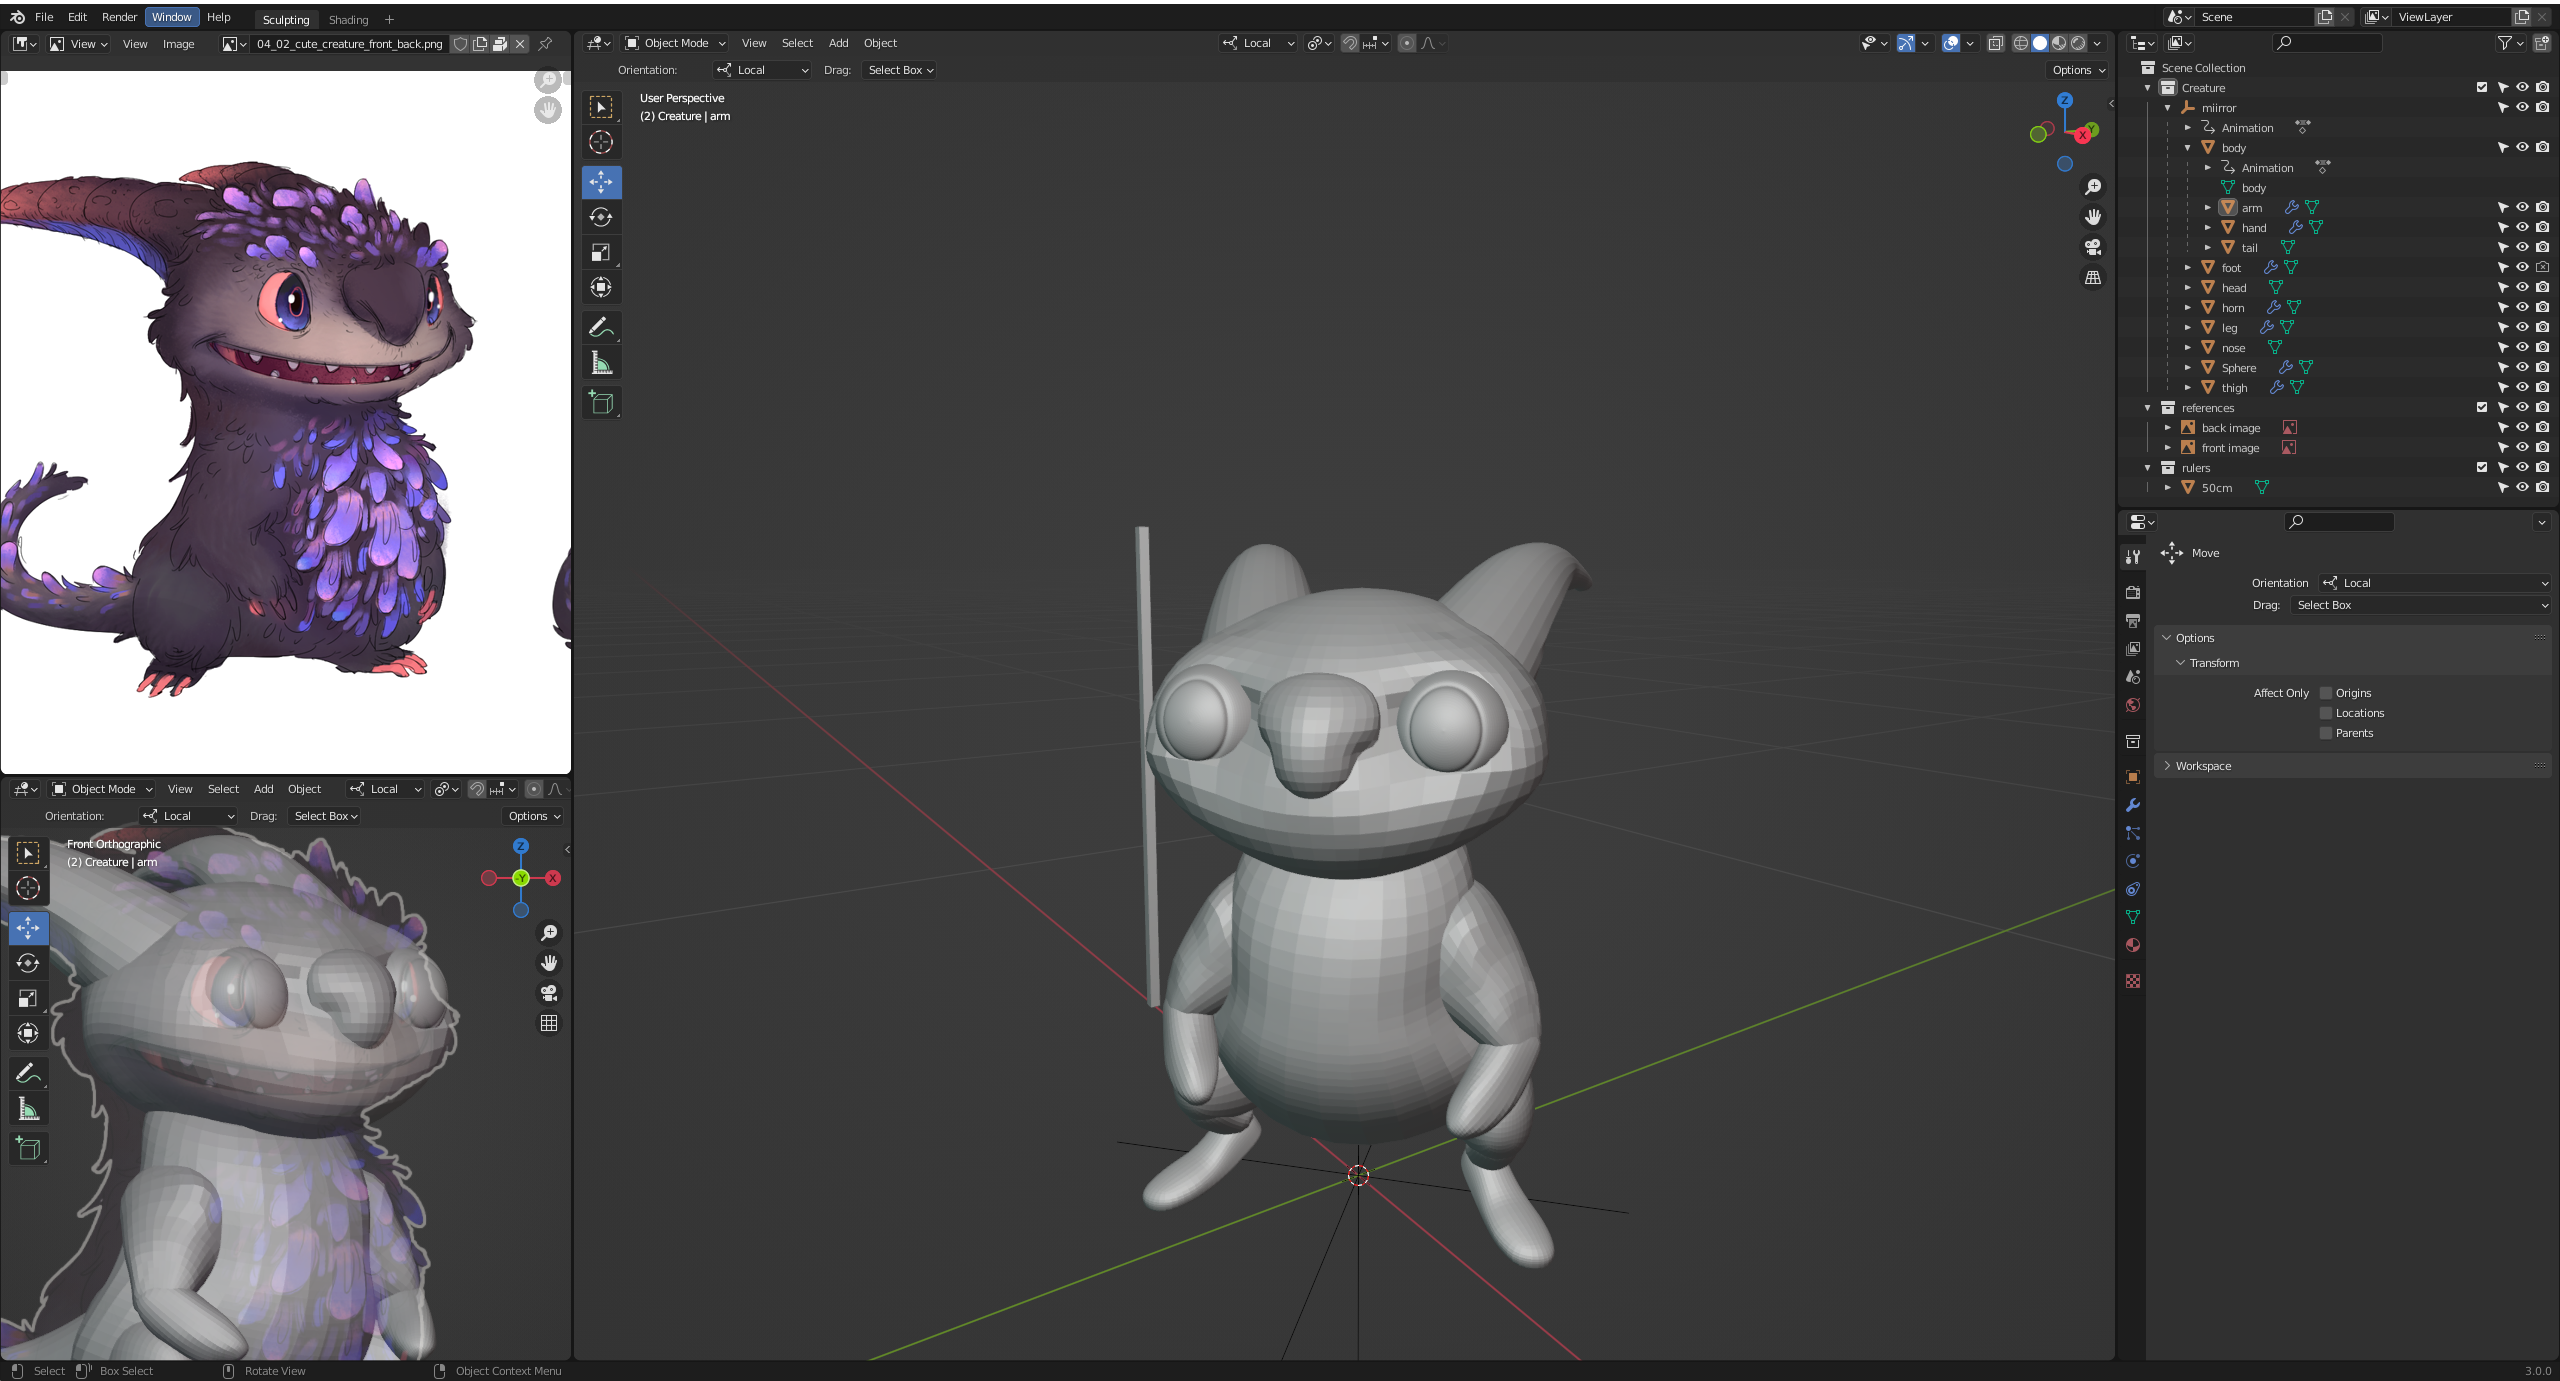 File Edit Render Window Help Sculpting Shading + Scene ViewLayer
View View Image 04_02_cute_creature_front_back.png
Object Mode View Select Add Object Local
Orientation: Local Drag: Select Box Options
User Perspective
(2) Creature | arm
Z
Y
X
Scene Collection
Creature
miirror
Animation
body
Animation
body
arm
hand
tail
foot
head
horn
leg
nose
Sphere
thigh
references
back image
front image
rulers
50cm
Move
Orientation Local
Drag: Select Box
Options
Transform
Affect Only Origins
Locations
Parents
Workspace
Object Mode View Select Add Object Local
Orientation: Local Drag: Select Box Options
Front Orthographic
(2) Creature | arm
Z
-Y X
Select Box Select Rotate View Object Context Menu 3.0.0